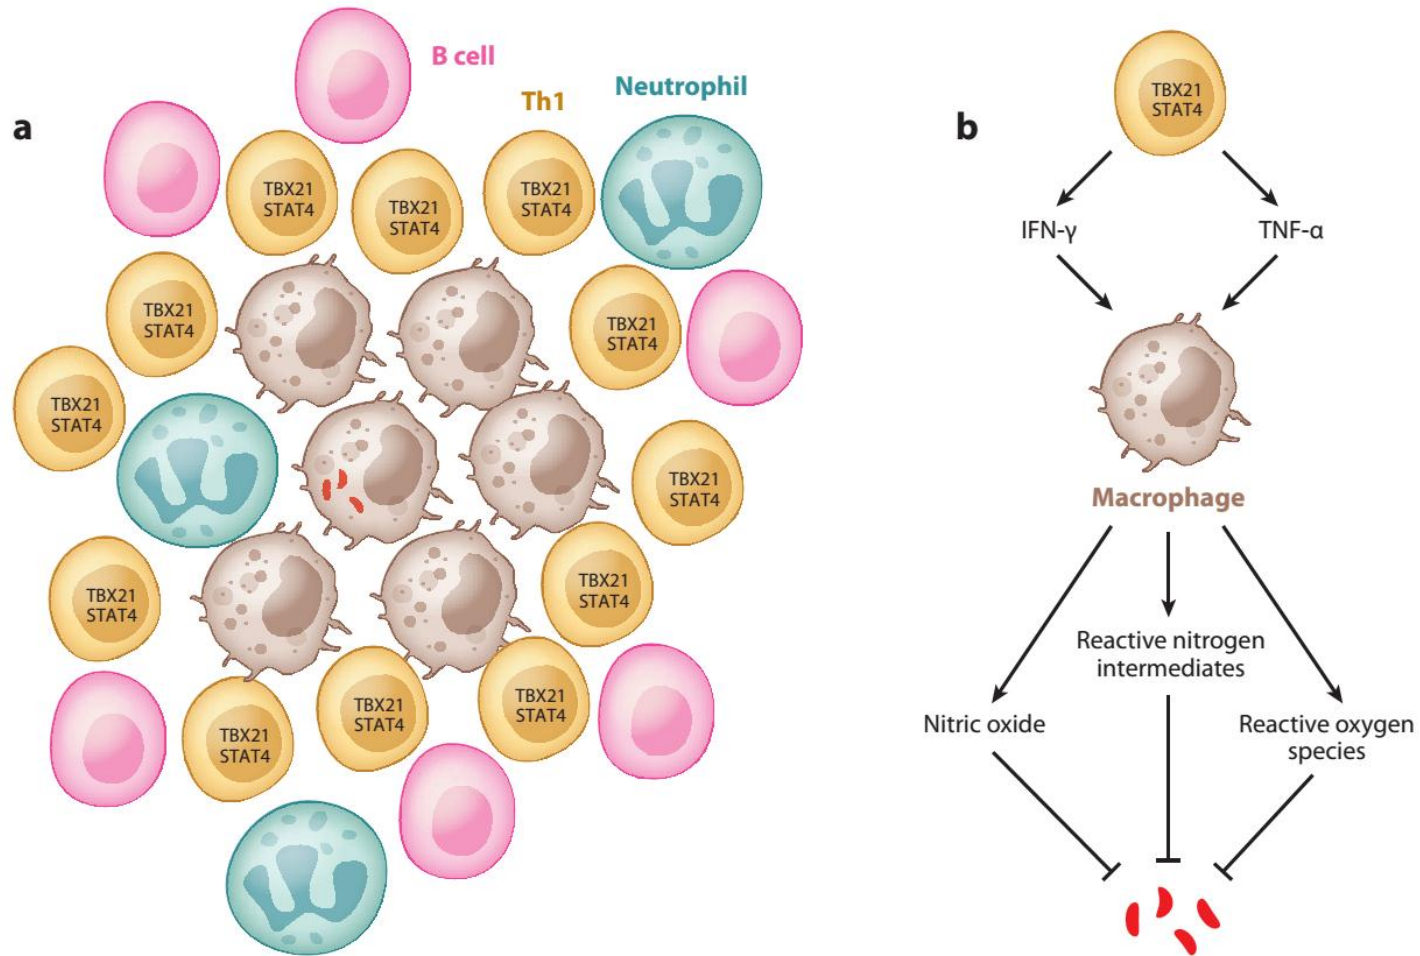 a
B cell
Th1
Neutrophil
TBX21
STAT4
TBX21
STAT4
TBX21
STAT4
TBX21
STAT4
TBX21
STAT4
TBX21
STAT4
TBX21
STAT4
TBX21
STAT4
TBX21
STAT4
TBX21
STAT4
TBX21
STAT4
TBX21
STAT4
b
TBX21
STAT4
IFN-γ
TNF-α
Macrophage
Reactive nitrogen
intermediates
Nitric oxide
Reactive oxygen
species